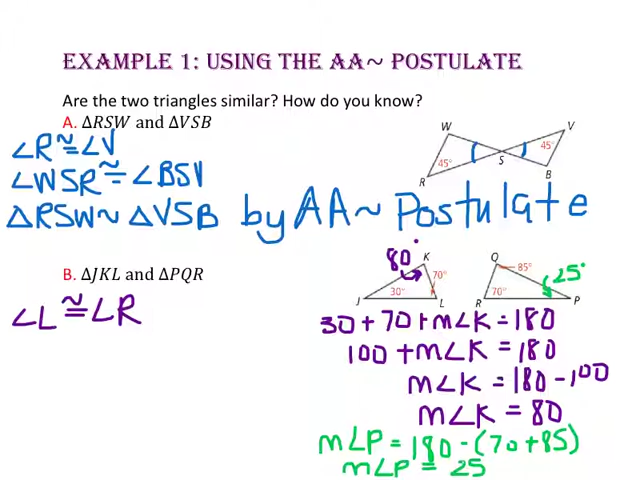 EXAMPLE 1: USING THE AA~ POSTULATE
Are the two triangles similar? How do you know?
A. ΔRSW and ΔVSB
∠R ≅ ∠V
∠WSR ≅ ∠BSV
ΔRSW ~ ΔVSB by AA~ Postulate
W
V
45°
S
45°
R
B
B. ΔJKL and ΔPQR
∠L ≅ ∠R
80°
K
70°
30°
J
L
Q
85°
25°
70°
R
P
30 + 70 + m∠K = 180
100 + m∠K = 180
m∠K = 180 - 100
m∠K = 80
m∠P = 180 - (70 + 85)
m∠P = 25